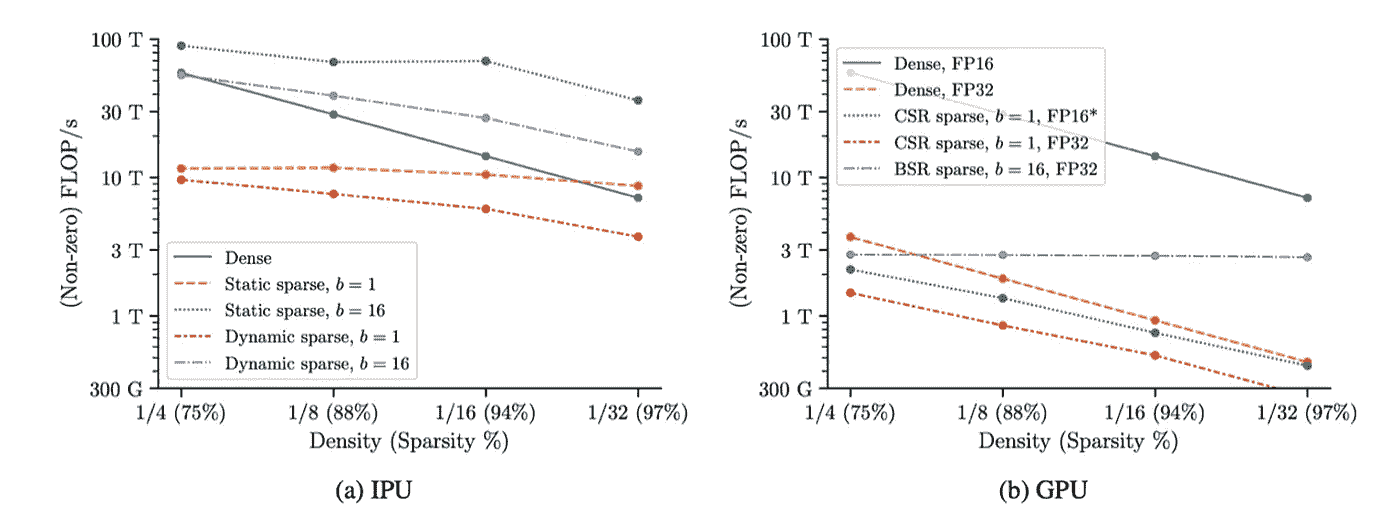 100 T
30 T
10 T
3 T
1 T
300 G
(Non-zero) FLOP/s
Dense
Static sparse, b = 1
Static sparse, b = 16
Dynamic sparse, b = 1
Dynamic sparse, b = 16
1/4 (75%) 1/8 (88%) 1/16 (94%) 1/32 (97%)
Density (Sparsity %)
(a) IPU
100 T
30 T
10 T
3 T
1 T
300 G
(Non-zero) FLOP/s
Dense, FP16
Dense, FP32
CSR sparse, b = 1, FP16*
CSR sparse, b = 1, FP32
BSR sparse, b = 16, FP32
1/4 (75%) 1/8 (88%) 1/16 (94%) 1/32 (97%)
Density (Sparsity %)
(b) GPU